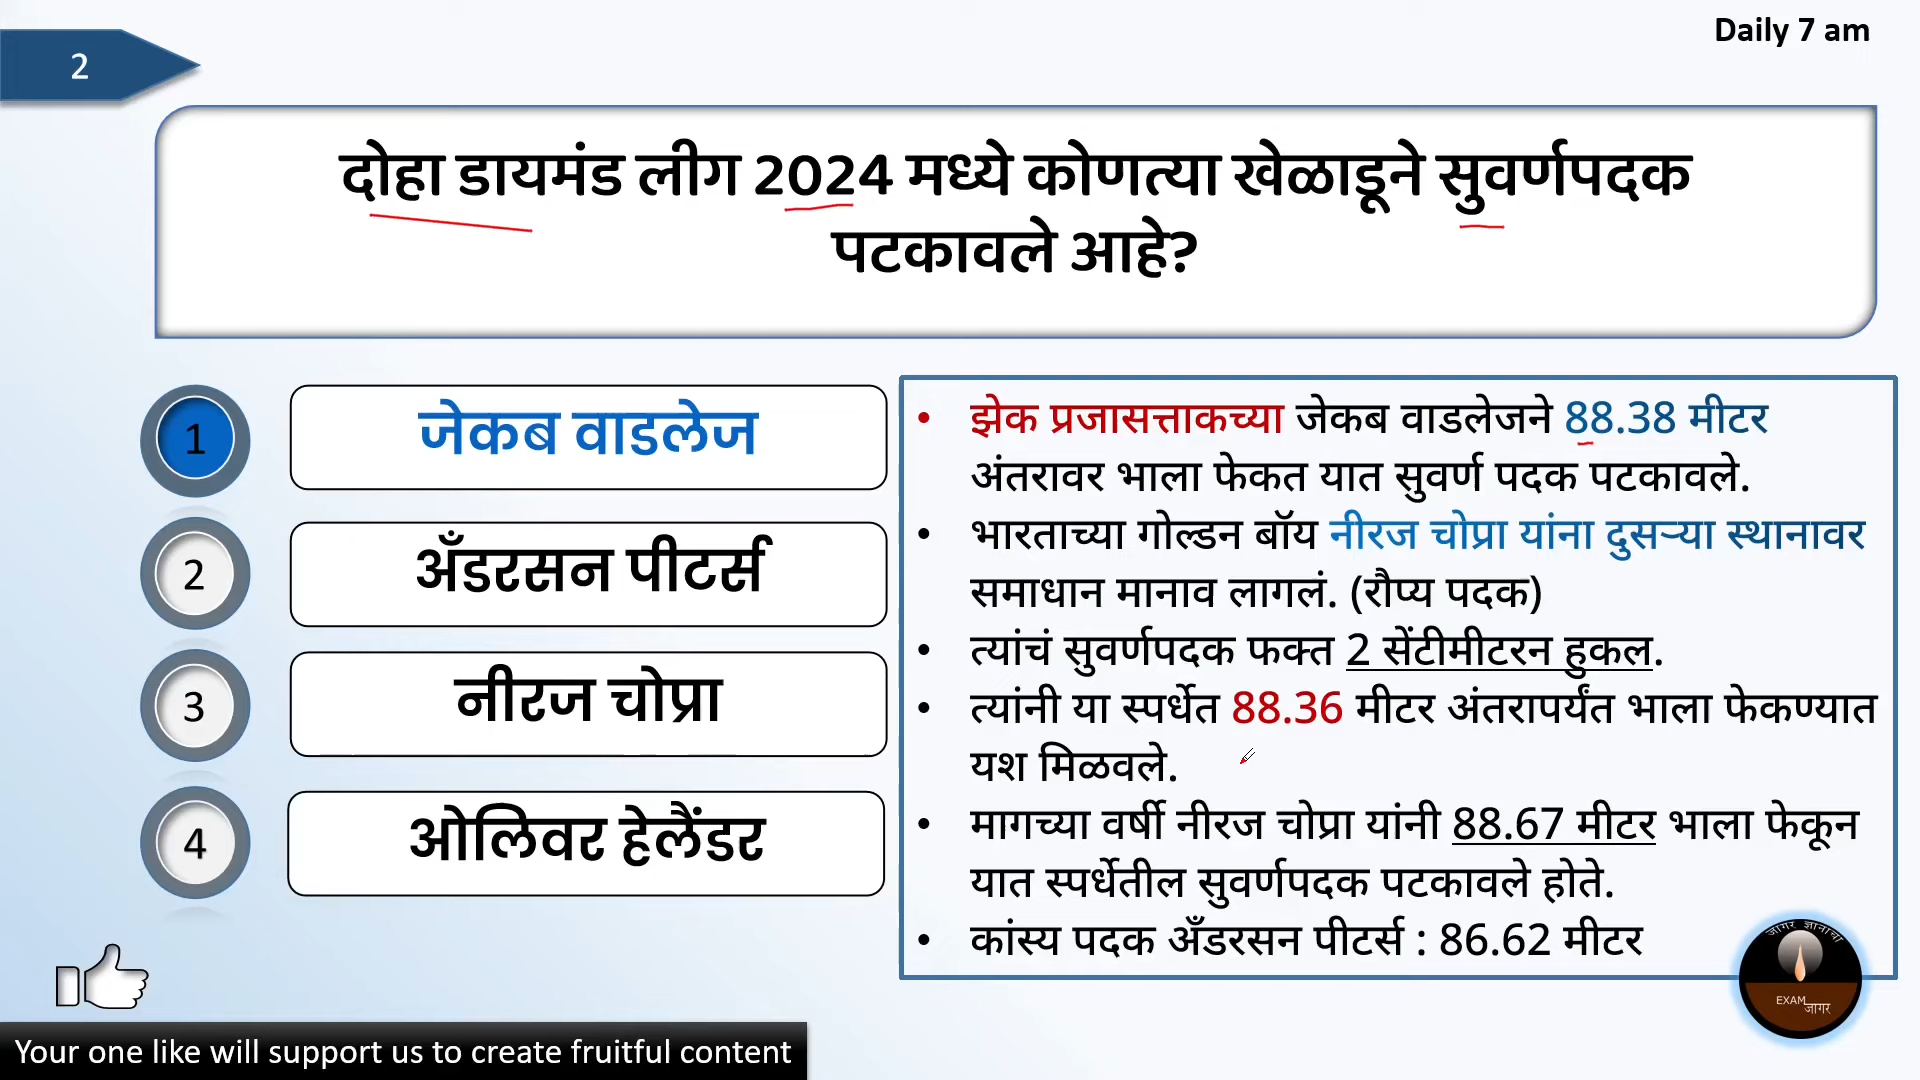 Daily 7 am
2
दोहा डायमंड लीग 2024 मध्ये कोणत्या खेळाडूने सुवर्णपदक
पटकावले आहे?
1
जेकब वाडलेज
2
अँडरसन पीटर्स
3
नीरज चोप्रा
4
ओलिवर हेलैंडर
• झेक प्रजासत्ताकच्या जेकब वाडलेजने 88.38 मीटर
अंतरावर भाला फेकत यात सुवर्ण पदक पटकावले.
• भारताच्या गोल्डन बॉय नीरज चोप्रा यांना दुसऱ्या स्थानावर
समाधान मानाव लागलं. (रौप्य पदक)
• त्यांचं सुवर्णपदक फक्त 2 सेंटीमीटरन हुकल.
• त्यांनी या स्पर्धेत 88.36 मीटर अंतरापर्यंत भाला फेकण्यात
यश मिळवले.
• मागच्या वर्षी नीरज चोप्रा यांनी 88.67 मीटर भाला फेकून
यात स्पर्धेतील सुवर्णपदक पटकावले होते.
• कांस्य पदक अँडरसन पीटर्स : 86.62 मीटर
जागर ज्ञानाचा
EXAM
जागर
Your one like will support us to create fruitful content